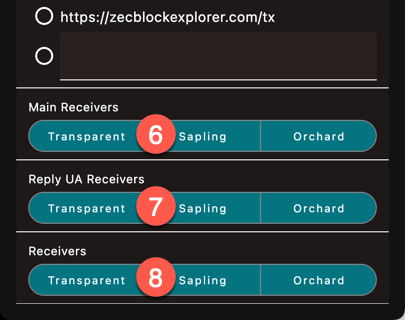 https://zecblockexplorer.com/tx
Main Receivers
Transparent 6 Sapling Orchard
Reply UA Receivers
Transparent 7 Sapling Orchard
Receivers
Transparent 8 Sapling Orchard